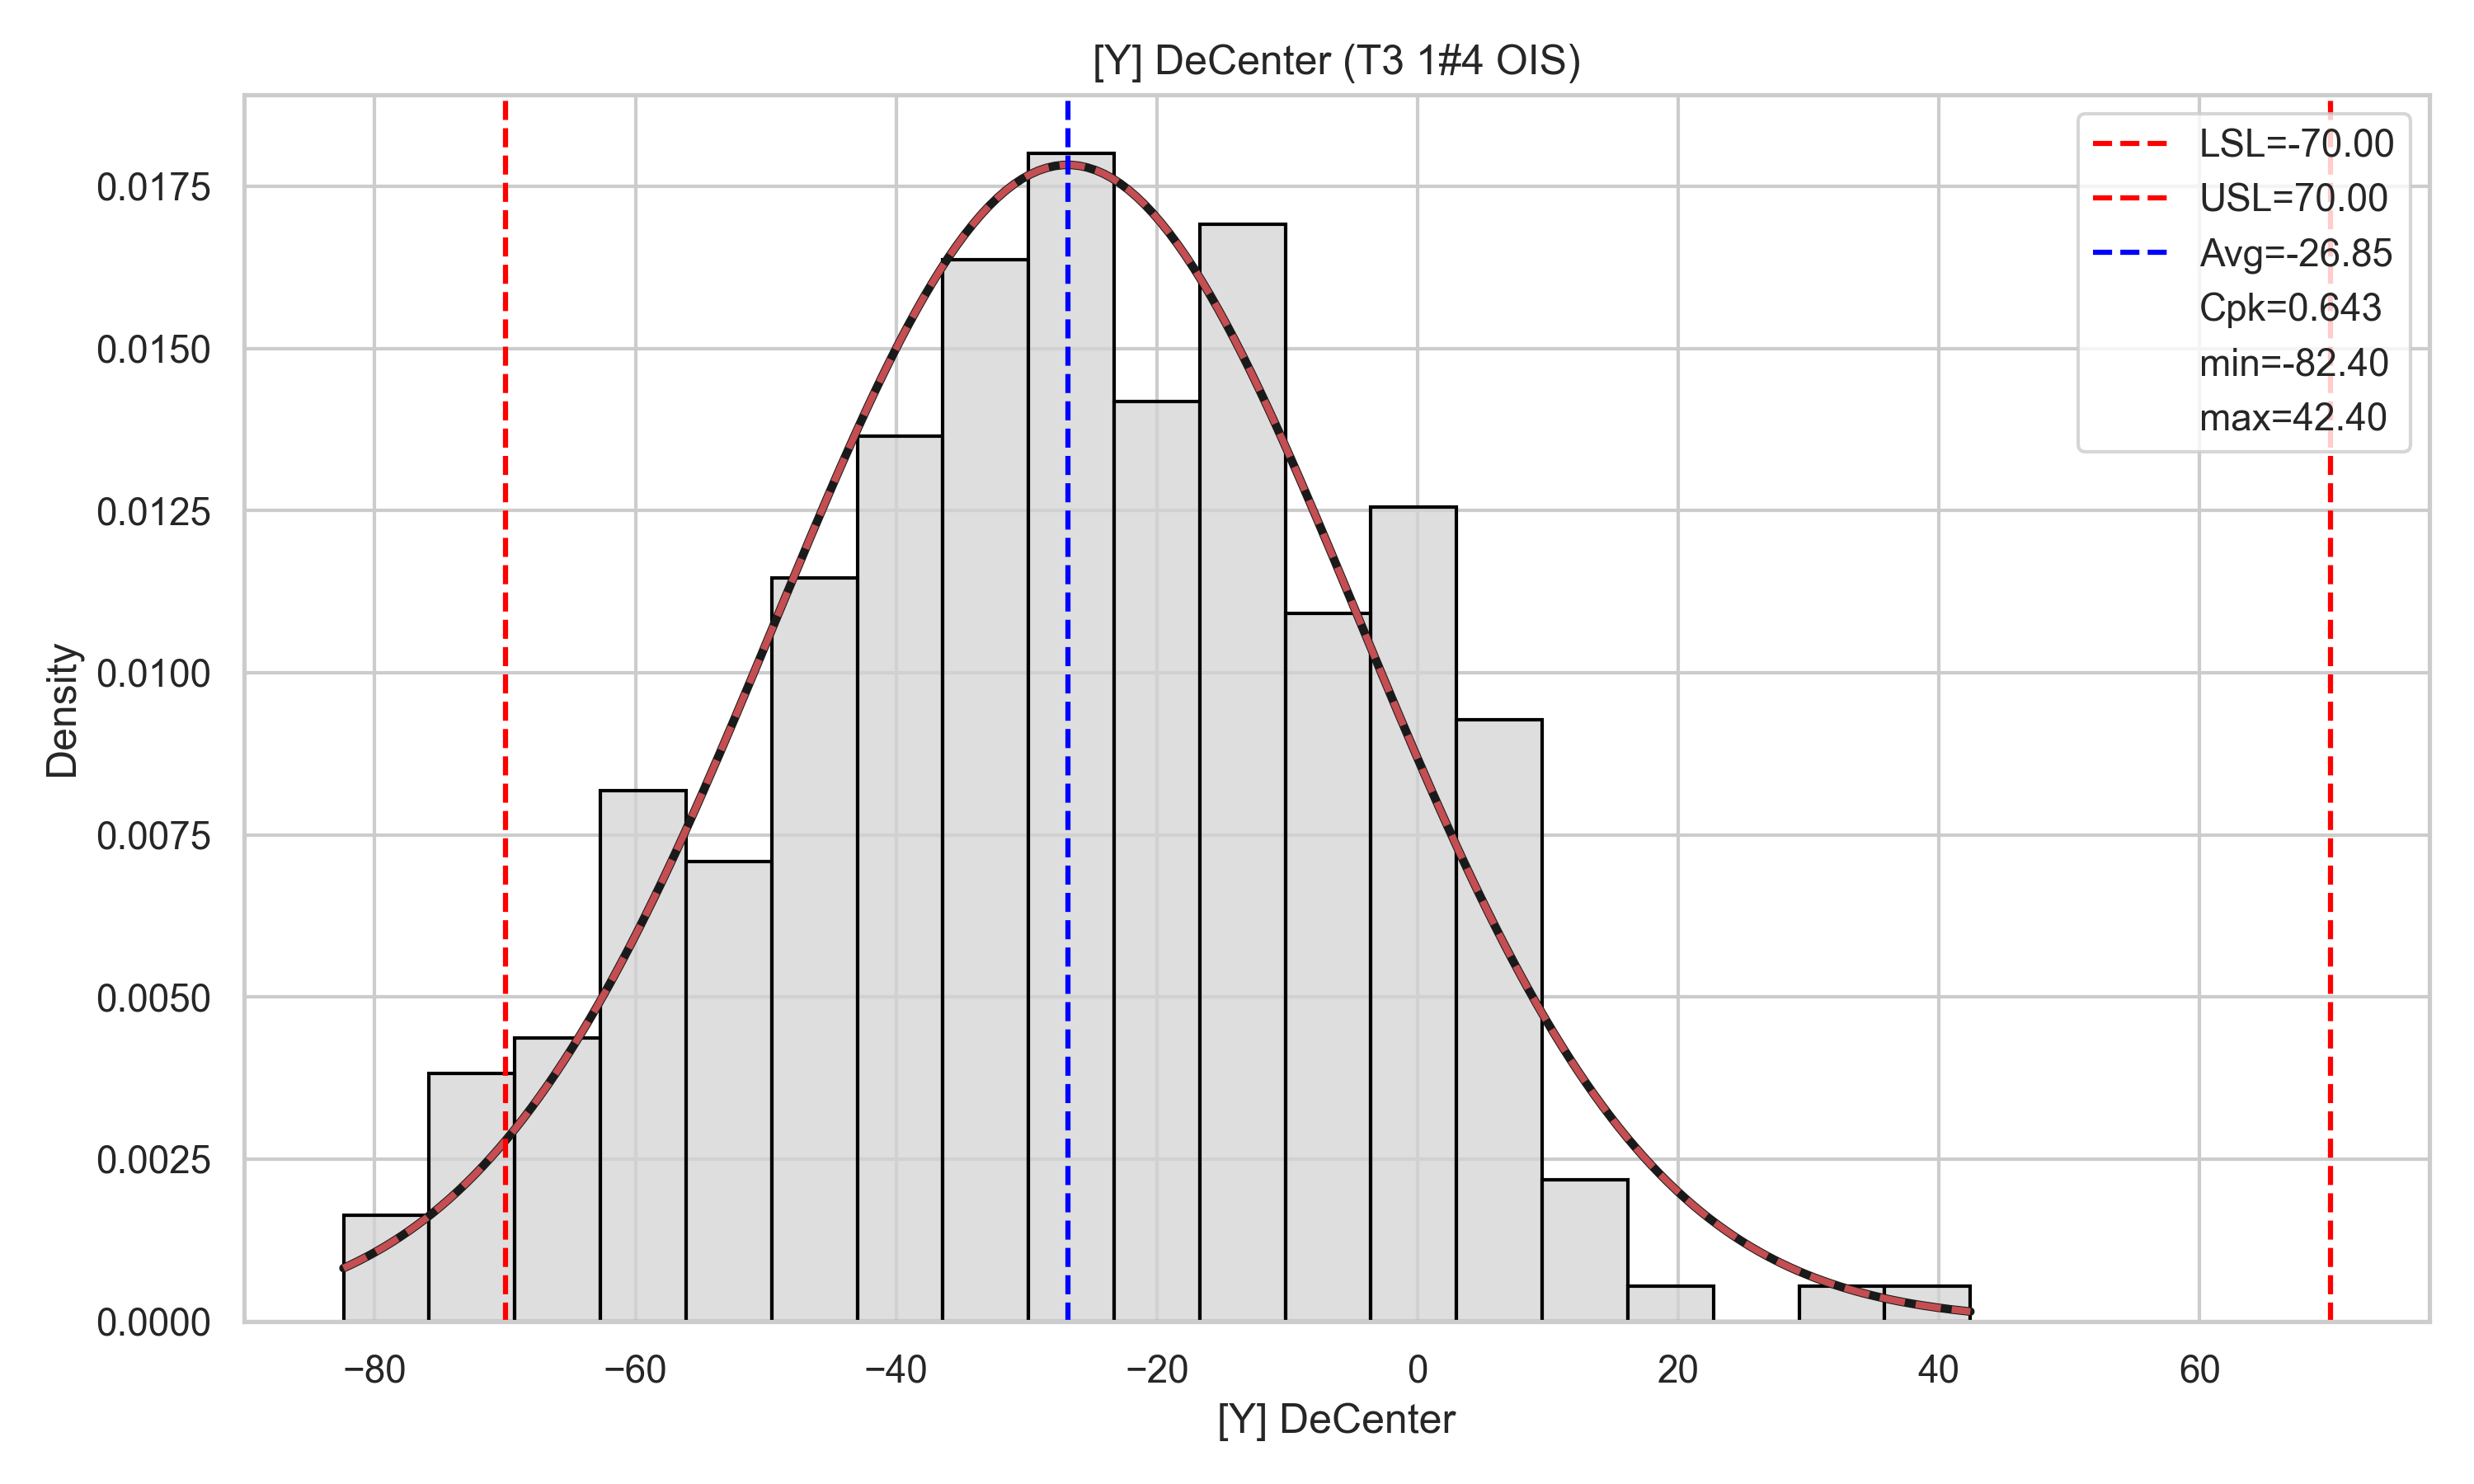 [Y] DeCenter (T3 1#4 OIS)
LSL=-70.00
USL=70.00
Avg=-26.85
Cpk=0.643
min=-82.40
max=42.40
0.0175
0.0150
0.0125
0.0100
0.0075
0.0050
0.0025
0.0000
Density
−80 −60 −40 −20 0 20 40 60
[Y] DeCenter